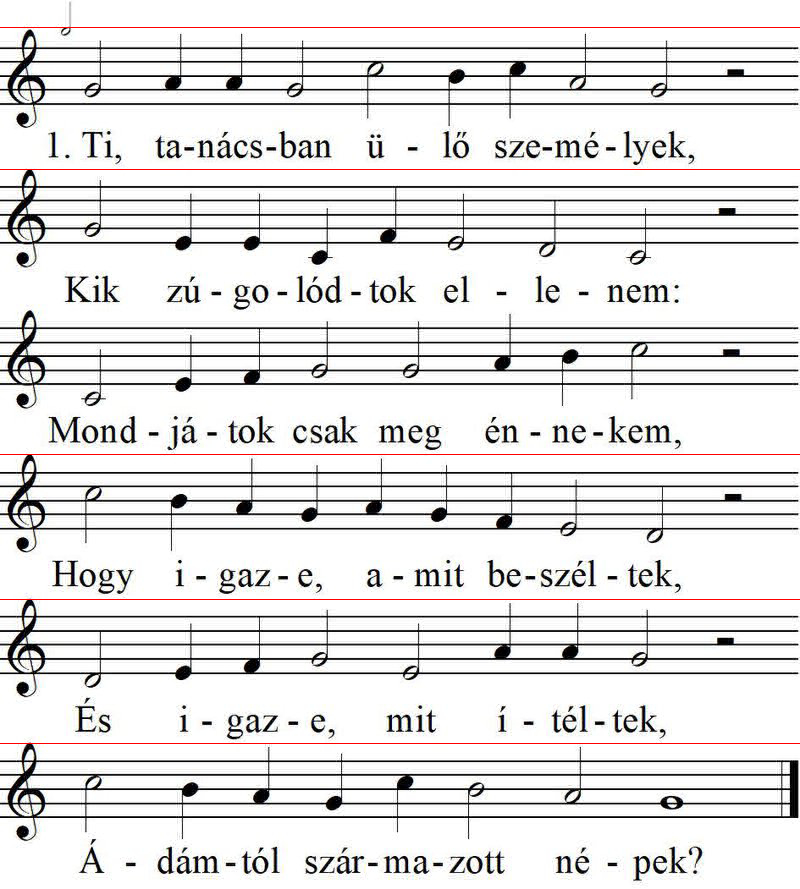 1. Ti, ta-nács-ban ü - lő sze-mé-lyek,
Kik zú - go - lód - tok el - le - nem:
Mond - já - tok csak meg én - ne - kem,
Hogy i - gaz - e, a - mit be-szél - tek,
És i - gaz - e, mit í - tél - tek,
Á - dám - tól szár - ma - zott né - pek?